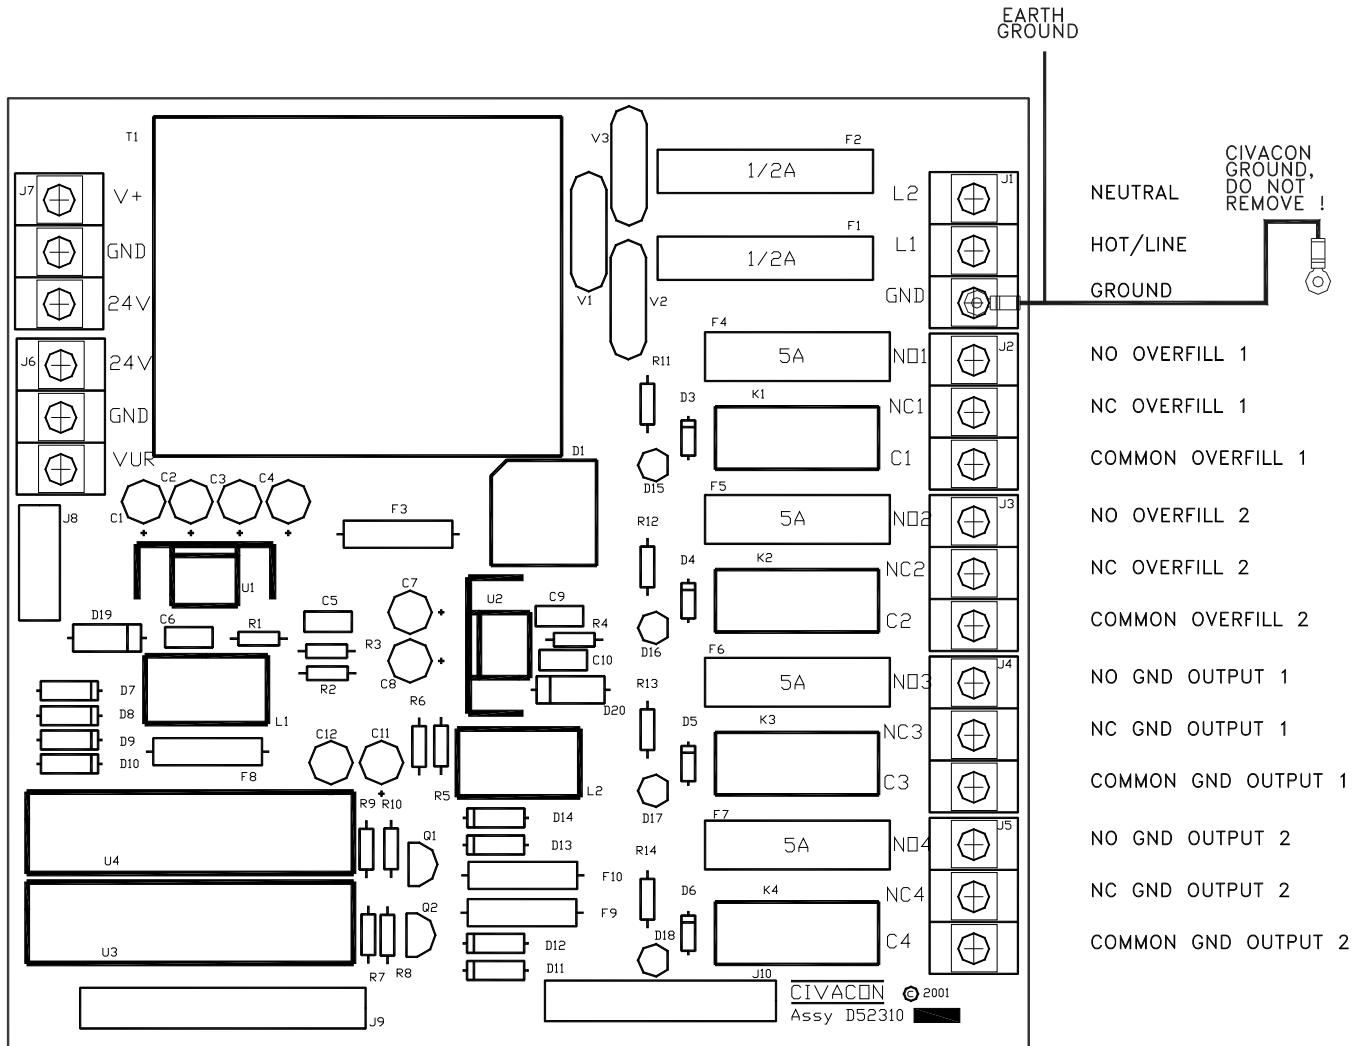 EARTH
GROUND
CIVACON
GROUND,
DO NOT
REMOVE !
T1
V3
F2
1/2A
J7
V+
L2
J1
NEUTRAL
F1
GND
1/2A
L1
HOT/LINE
24V
V1
V2
GND
GROUND
J6
24V
F4
5A
NO1
J2
NO OVERFILL 1
R11
GND
D3
K1
NC1
NC OVERFILL 1
VUR
D1
C1
COMMON OVERFILL 1
C1
C2
C3
C4
D15
J8
F3
F5
5A
NO2
J3
NO OVERFILL 2
R12
U1
D4
K2
NC2
NC OVERFILL 2
C7
U2
C9
D19
C6
R1
C5
R4
C2
COMMON OVERFILL 2
R3
C10
D16
R2
C8
F6
5A
NO3
J4
NO GND OUTPUT 1
D7
R6
D20
R13
D8
L1
D5
K3
NC3
NC GND OUTPUT 1
D9
C12
C11
D10
F8
R5
L2
C3
COMMON GND OUTPUT 1
R9
R10
D14
D17
F7
5A
NO4
J5
NO GND OUTPUT 2
U4
Q1
D13
R14
F10
D6
K4
NC4
NC GND OUTPUT 2
Q2
F9
U3
D12
D18
C4
COMMON GND OUTPUT 2
R7
R8
D11
J10
J9
CIVACON © 2001
Assy D52310